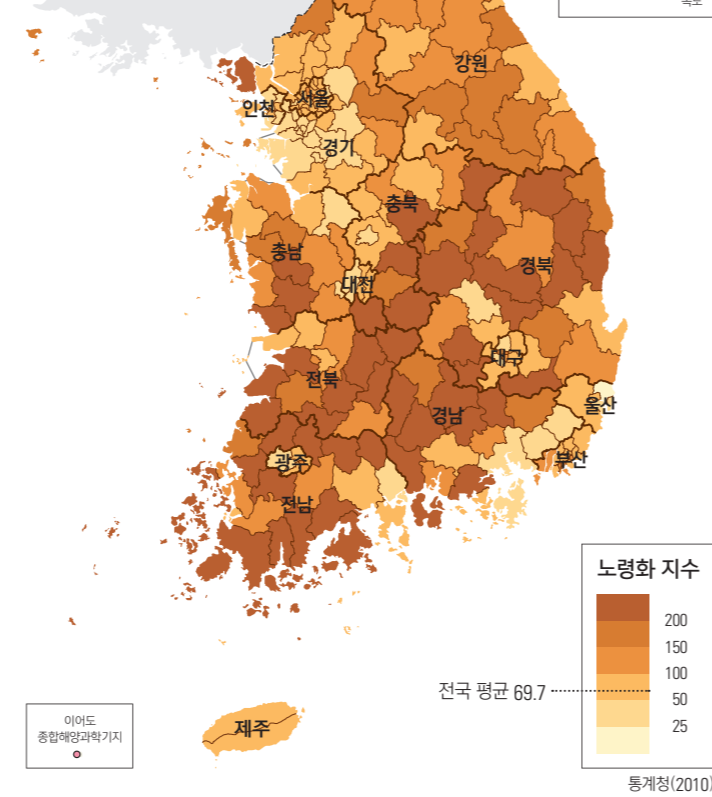 독도
강원
서울
인천
경기
충북
충남
경북
대전
대구
전북
울산
경남
부산
광주
전남
노령화 지수
200
150
100
전국 평균 69.7
50
25
제주
이어도
종합해양과학기지
통계청(2010)